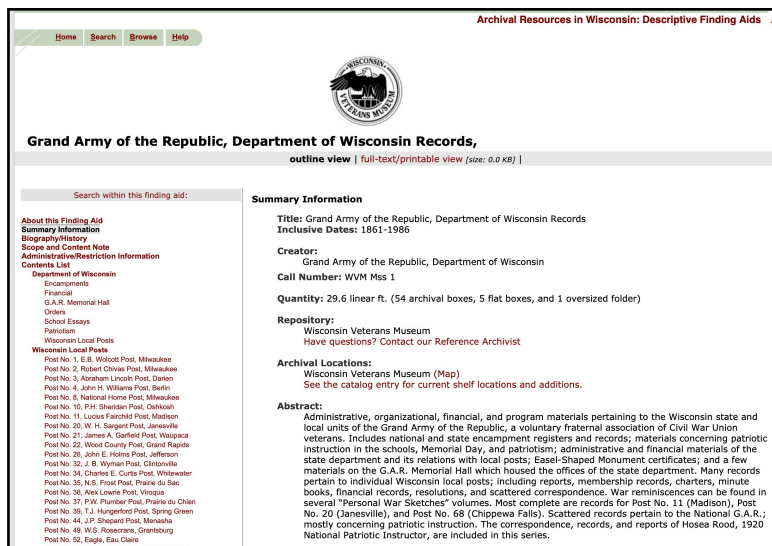 Archival Resources in Wisconsin: Descriptive Finding Aids
Home Search Browse Help
WISCONSIN
VETERANS MUSEUM
Grand Army of the Republic, Department of Wisconsin Records,
outline view | full-text/printable view [size: 0.0 KB] |
Search within this finding aid:
About this Finding Aid
Summary Information
Biography/History
Scope and Content Note
Administrative/Restriction Information
Contents List
Department of Wisconsin
Encampments
Financial
G.A.R. Memorial Hall
Orders
School Essays
Patriotism
Wisconsin Local Posts
Wisconsin Local Posts
Post No. 1, E.B. Wolcott Post, Milwaukee
Post No. 2, Robert Chivas Post, Milwaukee
Post No. 3, Abraham Lincoln Post, Darien
Post No. 4, John H. Williams Post, Berlin
Post No. 8, National Home Post, Milwaukee
Post No. 10, P.H. Sheridan Post, Oshkosh
Post No. 11, Lucius Fairchild Post, Madison
Post No. 20, W. H. Sargent Post, Janesville
Post No. 21, James A. Garfield Post, Waupaca
Post No. 22, Wood County Post, Grand Rapids
Post No. 26, John E. Holms Post, Jefferson
Post No. 32, J. B. Wyman Post, Clintonville
Post No. 34, Charles E. Curtis Post, Whitewater
Post No. 35, N.S. Frost Post, Prairie du Sac
Post No. 36, Alex Lowrie Post, Viroqua
Post No. 37, P.W. Plumber Post, Prairie du Chien
Post No. 39, T.J. Hungerford Post, Spring Green
Post No. 44, J.P. Shepard Post, Menasha
Post No. 49, W.S. Rosecrans, Grantsburg
Post No. 52, Eagle, Eau Claire
Summary Information
Title: Grand Army of the Republic, Department of Wisconsin Records
Inclusive Dates: 1861-1986
Creator:
Grand Army of the Republic, Department of Wisconsin
Call Number: WVM Mss 1
Quantity: 29.6 linear ft. (54 archival boxes, 5 flat boxes, and 1 oversized folder)
Repository:
Wisconsin Veterans Museum
Have questions? Contact our Reference Archivist
Archival Locations:
Wisconsin Veterans Museum (Map)
See the catalog entry for current shelf locations and additions.
Abstract:
Administrative, organizational, financial, and program materials pertaining to the Wisconsin state and
local units of the Grand Army of the Republic, a voluntary fraternal association of Civil War Union
veterans. Includes national and state encampment registers and records; materials concerning patriotic
instruction in the schools, Memorial Day, and patriotism; administrative and financial materials of the
state department and its relations with local posts; Easel-Shaped Monument certificates; and a few
materials on the G.A.R. Memorial Hall which housed the offices of the state department. Many records
pertain to individual Wisconsin local posts; including reports, membership records, charters, minute
books, financial records, resolutions, and scattered correspondence. War reminiscences can be found in
several "Personal War Sketches" volumes. Most complete are records for Post No. 11 (Madison), Post
No. 20 (Janesville), and Post No. 68 (Chippewa Falls). Scattered records pertain to the National G.A.R.;
mostly concerning patriotic instruction. The correspondence, records, and reports of Hosea Rood, 1920
National Patriotic Instructor, are included in this series.